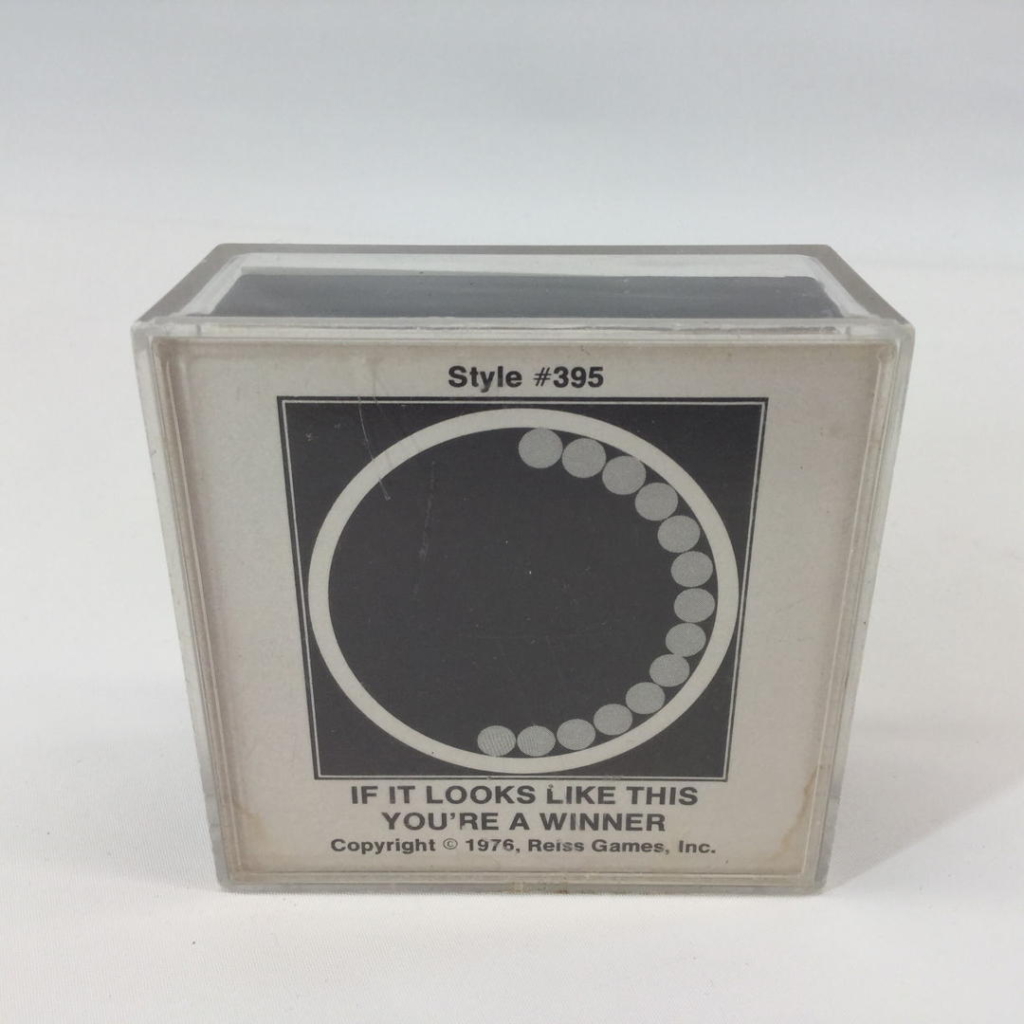 Style #395
IF IT LOOKS LIKE THIS
YOU'RE A WINNER
Copyright © 1976, Reiss Games, Inc.